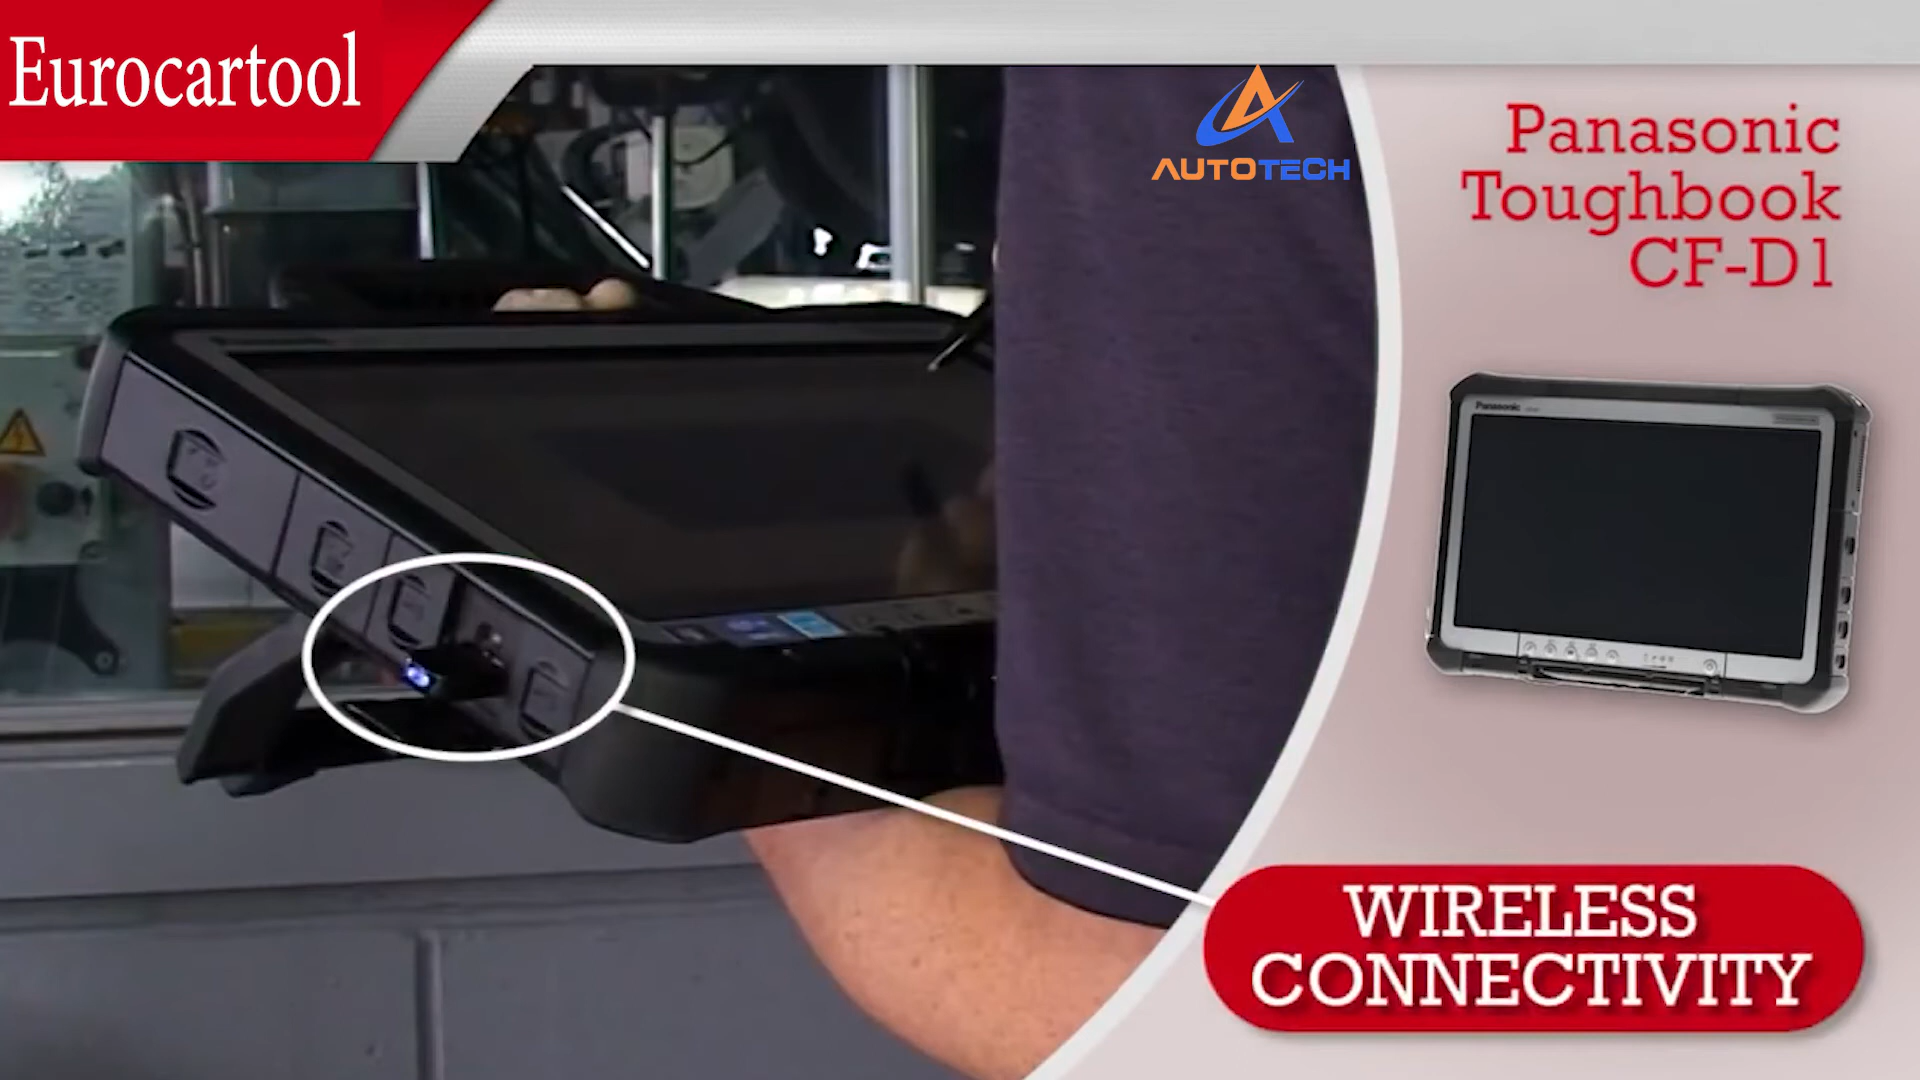 Eurocartool
AUTOTECH
Panasonic
Toughbook
CF-D1
Panasonic
WIRELESS
CONNECTIVITY